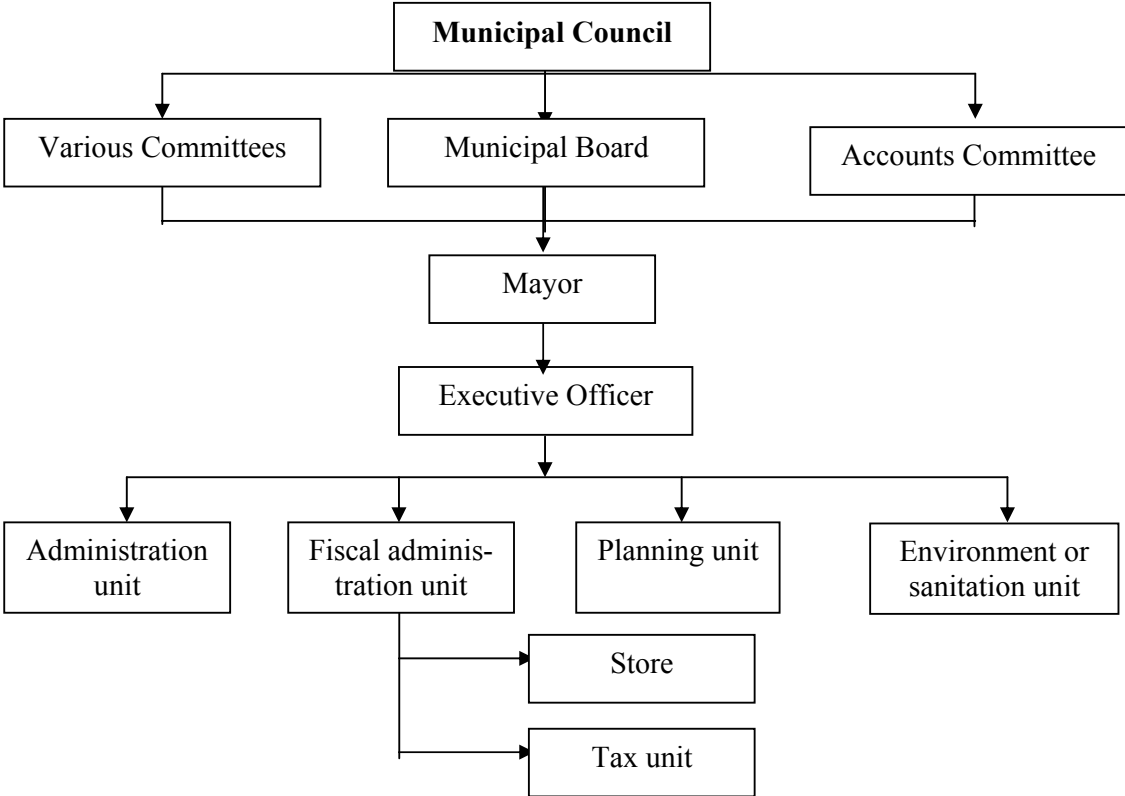 Municipal Council
Various Committees
Municipal Board
Accounts Committee
Mayor
Executive Officer
Administration
unit
Fiscal adminis-
tration unit
Planning unit
Environment or
sanitation unit
Store
Tax unit